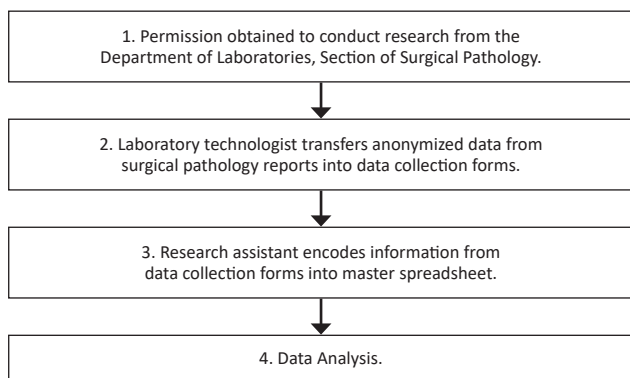 1. Permission obtained to conduct research from the
Department of Laboratories, Section of Surgical Pathology.
2. Laboratory technologist transfers anonymized data from
surgical pathology reports into data collection forms.
3. Research assistant encodes information from
data collection forms into master spreadsheet.
4. Data Analysis.